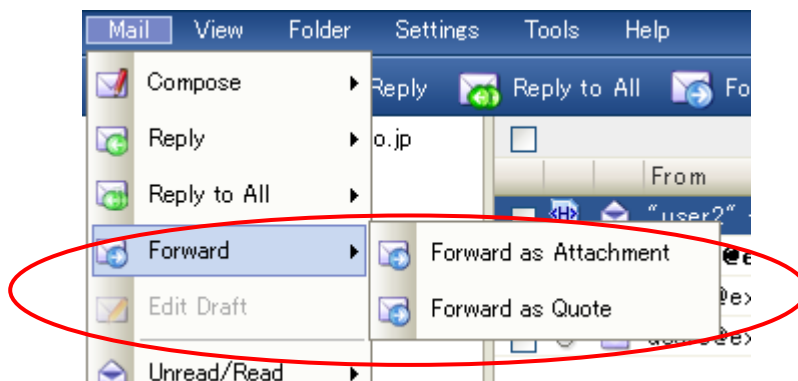 Mail View Folder Settings Tools Help
Compose Reply Reply to All Fo
Reply o.jp
Reply to All From
"user2"
Forward Forward as Attachment
Edit Draft Forward as Quote
Unread/Read